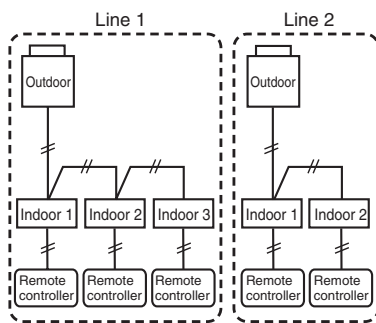 Line 1
Outdoor
Indoor 1
Indoor 2
Indoor 3
Remote
controller
Remote
controller
Remote
controller
Line 2
Outdoor
Indoor 1
Indoor 2
Remote
controller
Remote
controller